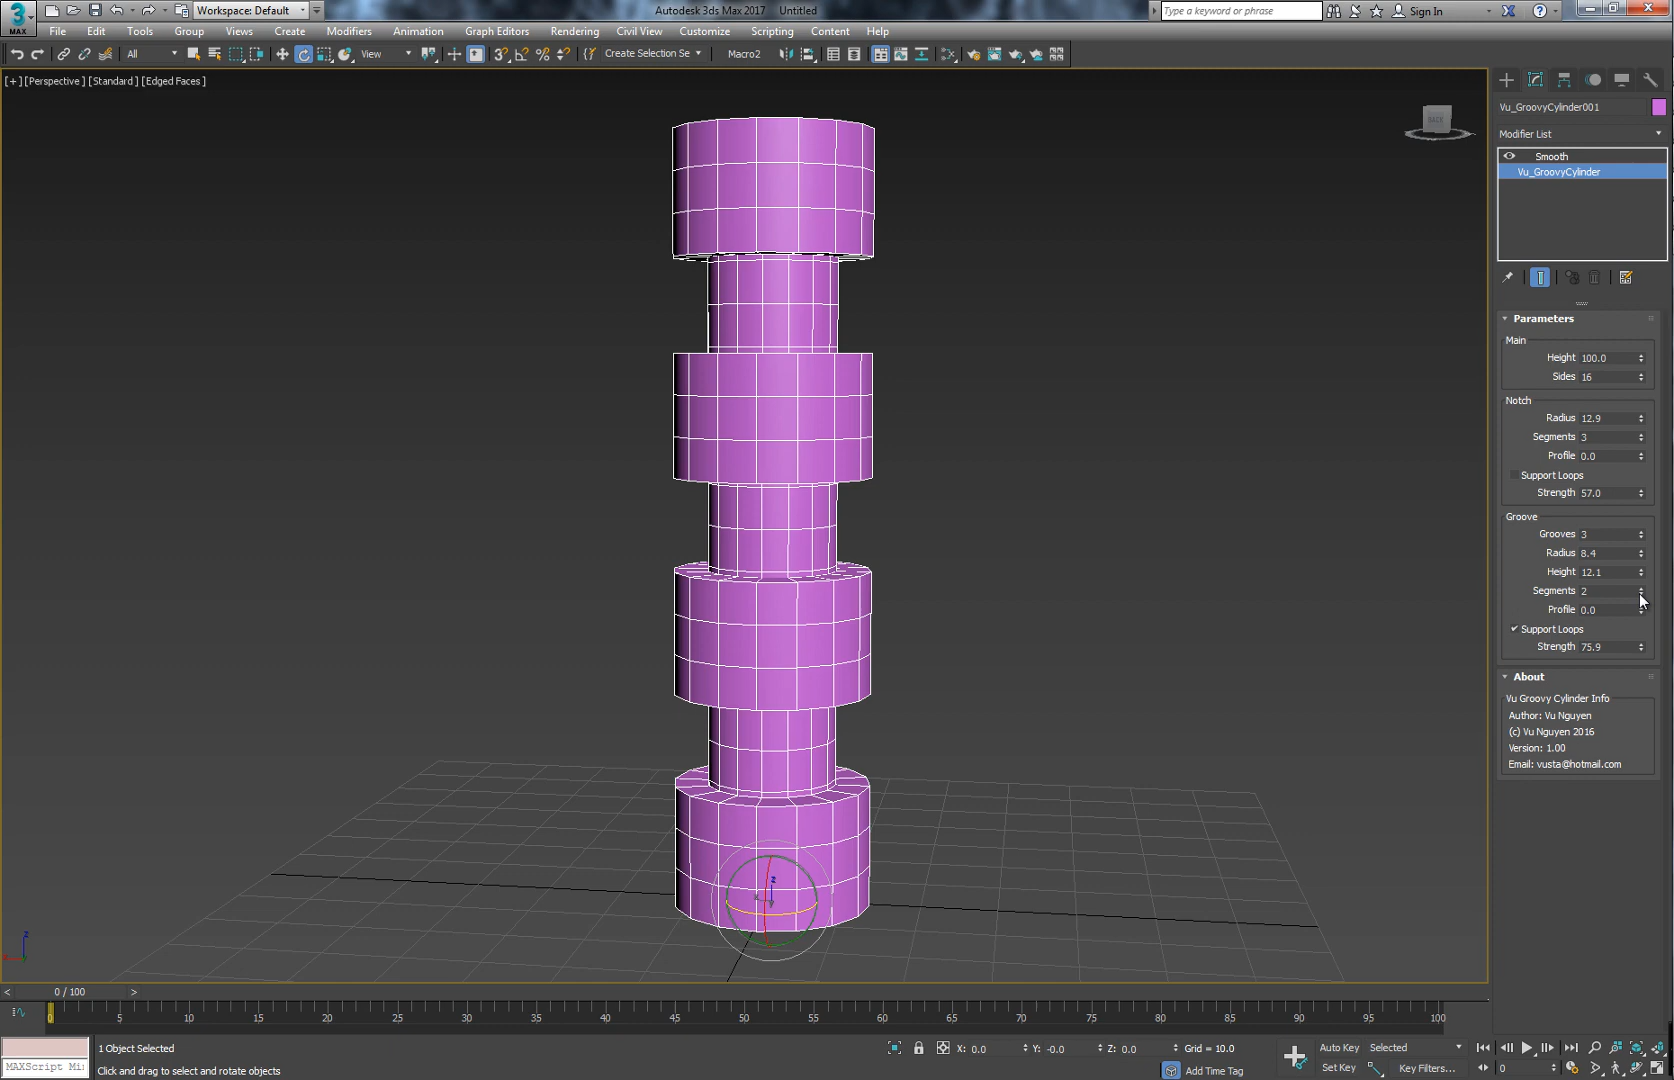 3 Workspace: Default Autodesk 3ds Max 2017 Untitled Type a keyword or phrase Sign In
MAX File Edit Tools Group Views Create Modifiers Animation Graph Editors Rendering Civil View Customize Scripting Content Help
All View 3 % Create Selection Se Macro2
[+] [Perspective] [Standard] [Edged Faces]
BACK
Vu_GroovyCylinder001
Modifier List
Smooth
Vu_GroovyCylinder
Parameters
Main
Height 100.0
Sides 16
Notch
Radius 12.9
Segments 3
Profile 0.0
Support Loops
Strength 57.0
Groove
Grooves 3
Radius 8.4
Height 12.1
Segments 2
Profile 0.0
Support Loops
Strength 75.9
About
Vu Groovy Cylinder Info
Author: Vu Nguyen
(c) Vu Nguyen 2016
Version: 1.00
Email: vusta@hotmail.com
z
z
< 0 / 100 >
0 5 10 15 20 25 30 35 40 45 50 55 60 65 70 75 80 85 90 95 100
1 Object Selected X: 0.0 Y: -0.0 Z: 0.0 Grid = 10.0 Auto Key Selected
MAXScript Mi: Click and drag to select and rotate objects Add Time Tag Set Key Key Filters... 0